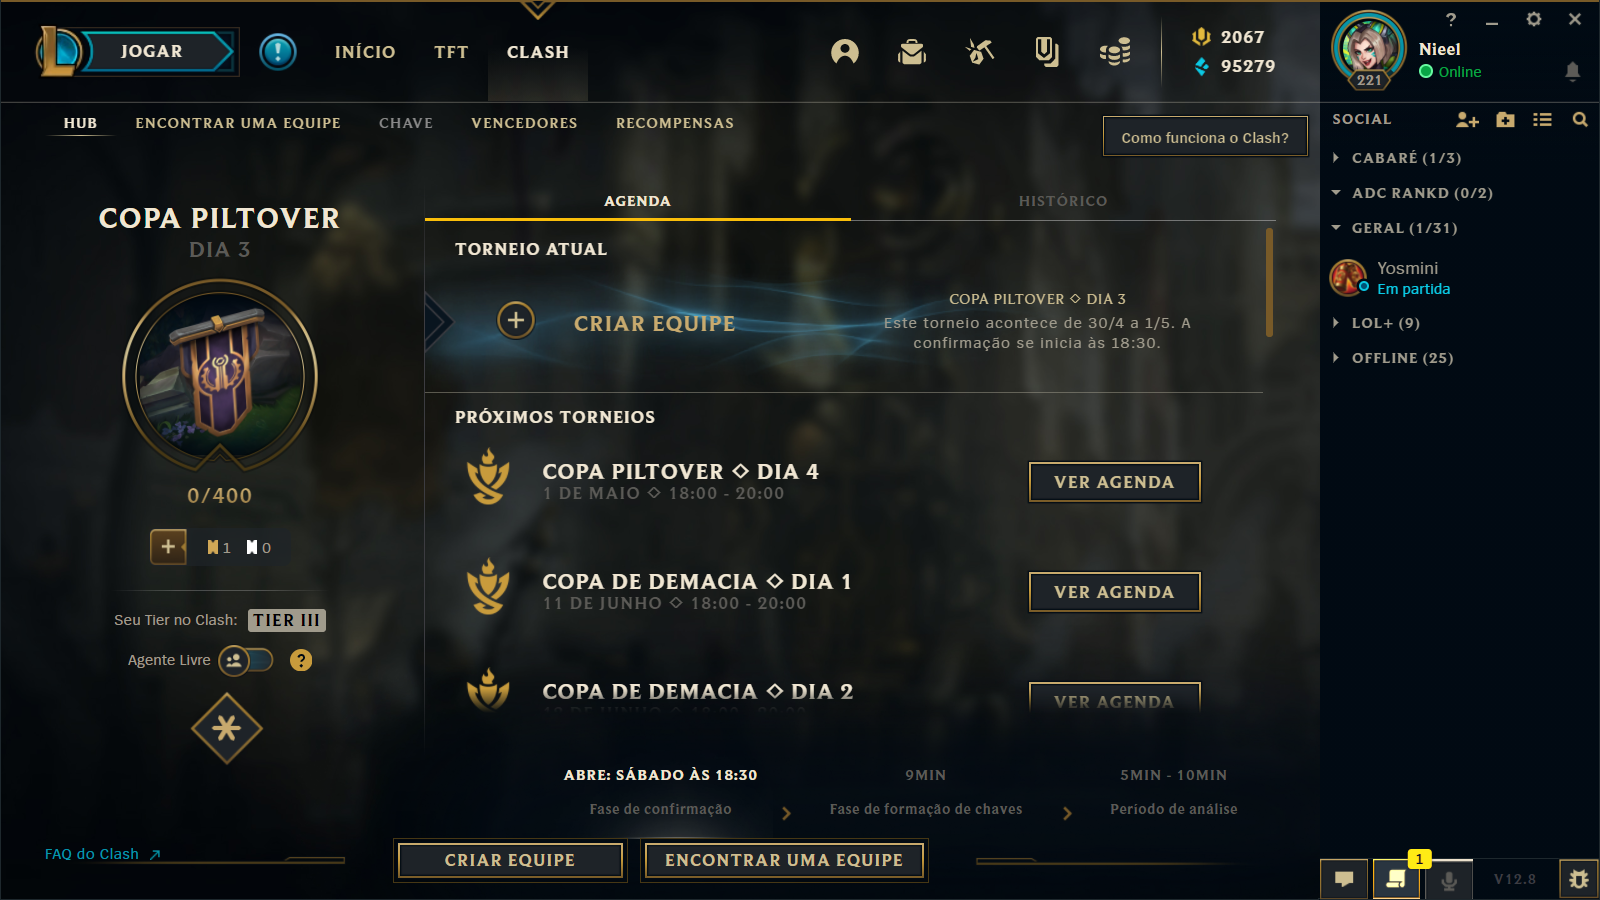 JOGAR
INÍCIO
TFT
CLASH
2067
95279
221
Nieel
Online
?
HUB
ENCONTRAR UMA EQUIPE
CHAVE
VENCEDORES
RECOMPENSAS
Como funciona o Clash?
SOCIAL
CABARÉ (1/3)
ADC RANKD (0/2)
GERAL (1/31)
Yosmini
Em partida
LOL+ (9)
OFFLINE (25)
COPA PILTOVER
DIA 3
0/400
1
0
Seu Tier no Clash: TIER III
Agente Livre
?
AGENDA
HISTÓRICO
TORNEIO ATUAL
CRIAR EQUIPE
COPA PILTOVER ◇ DIA 3
Este torneio acontece de 30/4 a 1/5. A
confirmação se inicia às 18:30.
PRÓXIMOS TORNEIOS
COPA PILTOVER ◇ DIA 4
1 DE MAIO ◇ 18:00 - 20:00
VER AGENDA
COPA DE DEMACIA ◇ DIA 1
11 DE JUNHO ◇ 18:00 - 20:00
VER AGENDA
COPA DE DEMACIA ◇ DIA 2
VER AGENDA
ABRE: SÁBADO ÀS 18:30
Fase de confirmação
9MIN
Fase de formação de chaves
5MIN - 10MIN
Período de análise
FAQ do Clash
CRIAR EQUIPE
ENCONTRAR UMA EQUIPE
1
V12.8